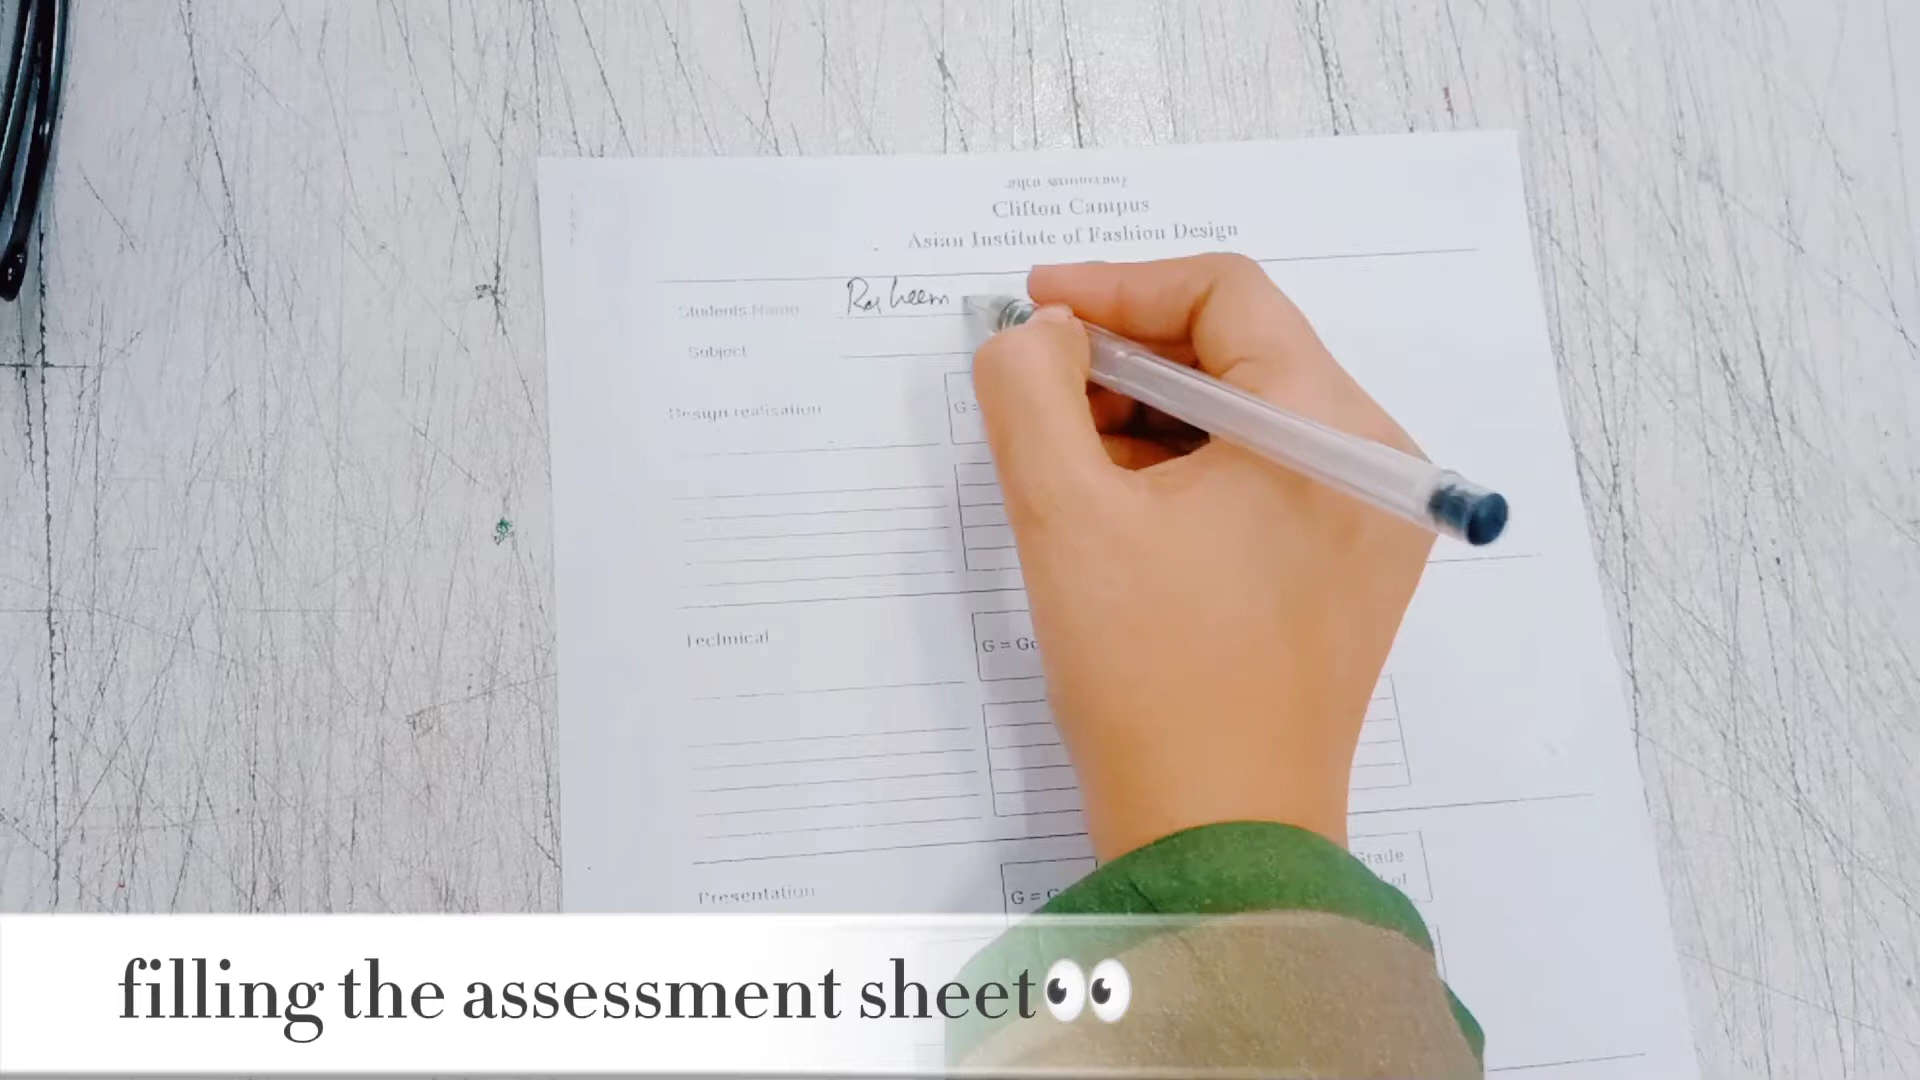 Clifton Campus
Asian Institute of Fashion Design
Students Name Raheem
Subject
Design realisation
G =
Technical
G = Go
Presentation
G = G
Grade
of
filling the assessment sheet👀